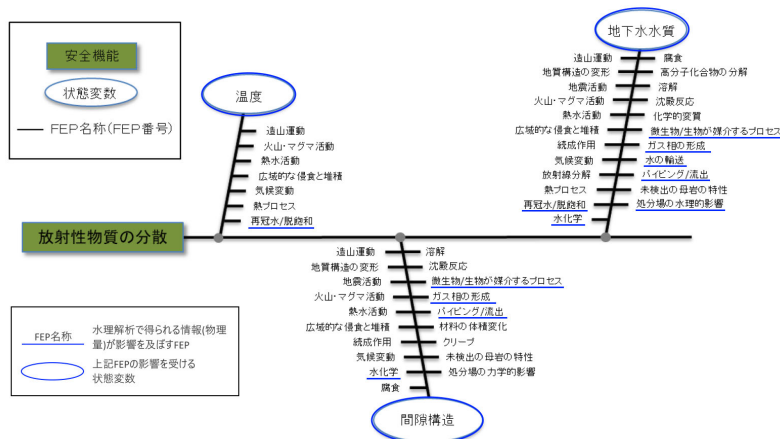 安全機能
状態変数
FEP名称(FEP番号)
温度
造山運動
火山・マグマ活動
熱水活動
広域的な侵食と堆積
気候変動
熱プロセス
再冠水/脱飽和
地下水水質
造山運動
腐食
地質構造の変形
高分子化合物の分解
地震活動
溶解
火山・マグマ活動
沈殿反応
熱水活動
化学的変質
広域的な侵食と堆積
微生物/生物が媒介するプロセス
続成作用
ガス相の形成
気候変動
水の輸送
放射線分解
パイピング/流出
熱プロセス
未検出の母岩の特性
再冠水/脱飽和
処分場の水理的影響
水化学
放射性物質の分散
造山運動
溶解
地質構造の変形
沈殿反応
地震活動
微生物/生物が媒介するプロセス
火山・マグマ活動
ガス相の形成
熱水活動
パイピング/流出
広域的な侵食と堆積
材料の体積変化
続成作用
クリープ
気候変動
未検出の母岩の特性
水化学
処分場の力学的影響
腐食
間隙構造
FEP名称
水理解析で得られる情報(物理
量)が影響を及ぼすFEP
上記FEPの影響を受ける
状態変数